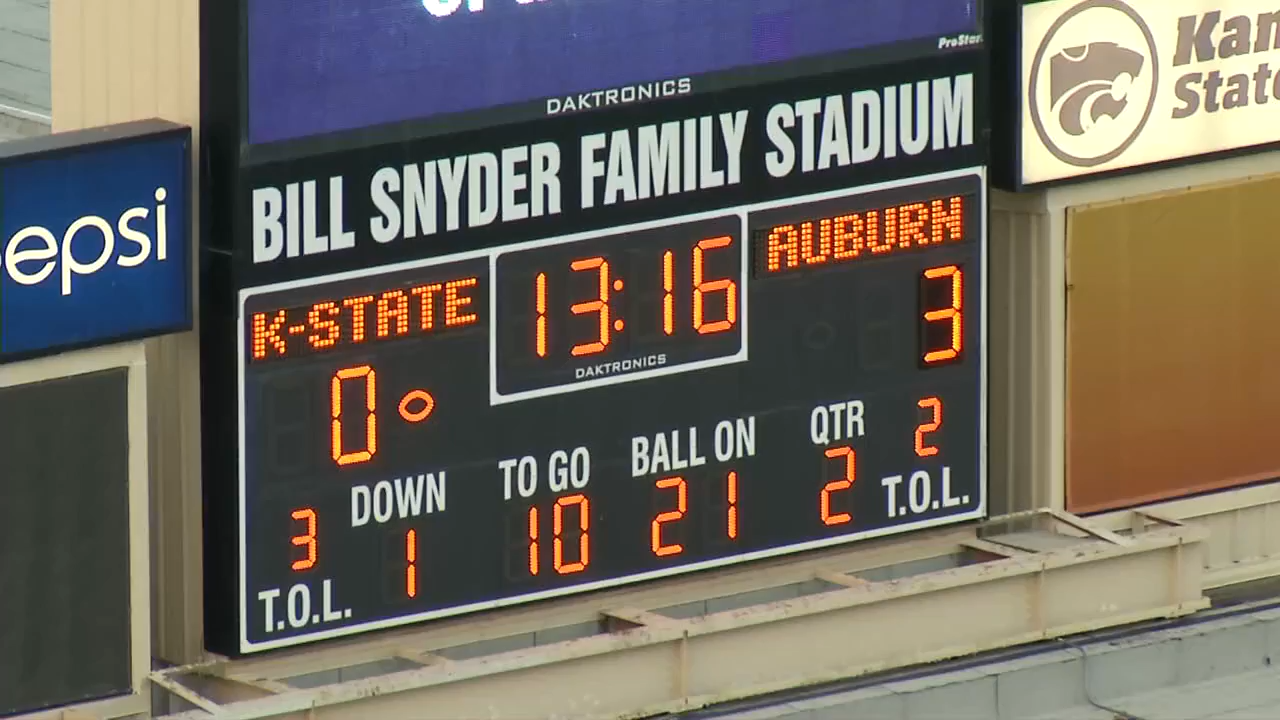 ProStar
DAKTRONICS
BILL SNYDER FAMILY STADIUM
pepsi
Kan
State
K-STATE
13:16
AUBURN
DAKTRONICS
0
3
DOWN
TO GO
BALL ON
QTR
2
3
1
10
21
2
T.O.L.
T.O.L.